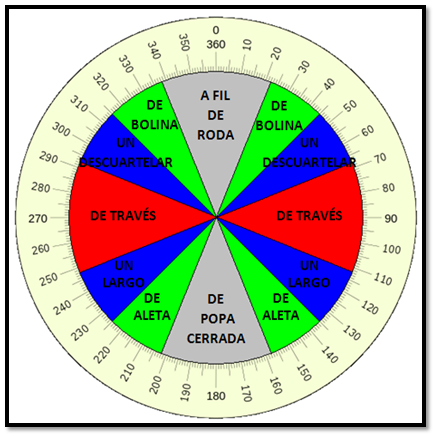 0
360
10
20
30
40
50
60
70
80
90
100
110
120
130
140
150
160
170
180
190
200
210
220
230
240
250
260
270
280
290
300
310
320
330
340
350
A FIL
DE
RODA
DE
BOLINA
UN
DESCUARTELAR
DE TRAVÉS
UN
LARGO
DE
ALETA
DE
POPA
CERRADA
DE
ALETA
UN
LARGO
DE TRAVÉS
UN
DESCUARTELAR
DE
BOLINA